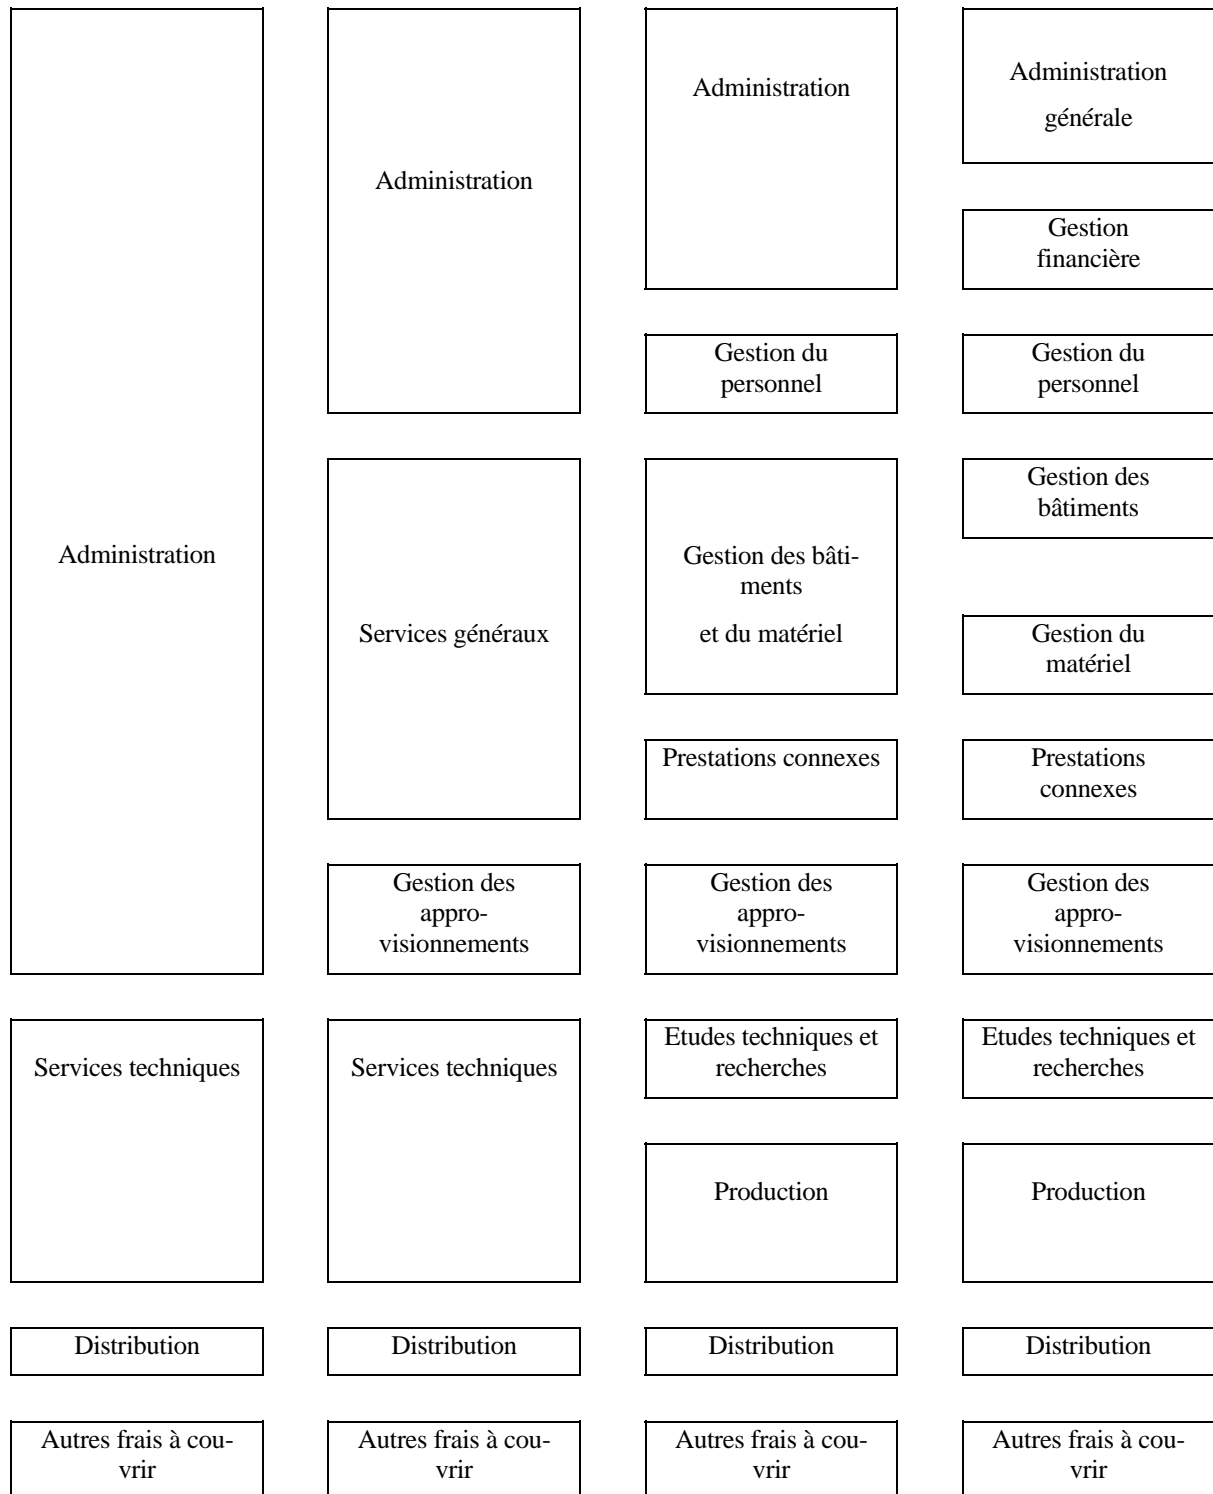 Administration
Administration
Administration
Administration
générale
Gestion
financière
Gestion du
personnel
Gestion du
personnel
Services généraux
Gestion des bâti-
ments
et du matériel
Gestion des
bâtiments
Gestion du
matériel
Prestations connexes
Prestations
connexes
Gestion des
appro-
visionnements
Gestion des
appro-
visionnements
Gestion des
appro-
visionnements
Services techniques
Services techniques
Etudes techniques et
recherches
Etudes techniques et
recherches
Production
Production
Distribution
Distribution
Distribution
Distribution
Autres frais à cou-
vrir
Autres frais à cou-
vrir
Autres frais à cou-
vrir
Autres frais à cou-
vrir